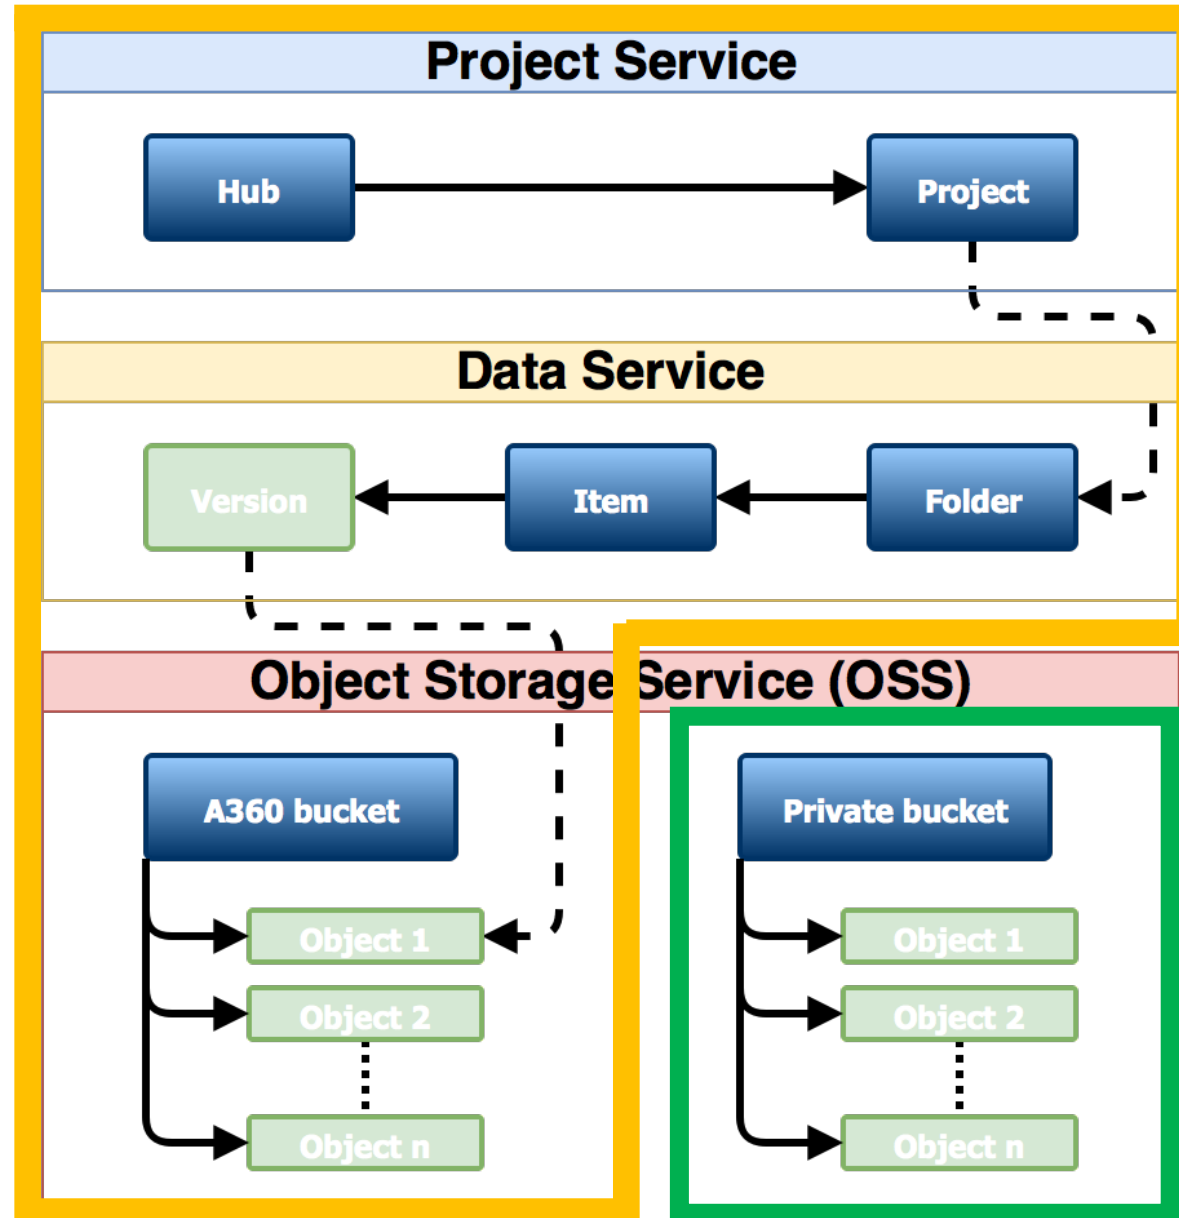 Project Service
Hub
Project
Data Service
Version
Item
Folder
Object Storage Service (OSS)
A360 bucket
Object 1
Object 2
Object n
Private bucket
Object 1
Object 2
Object n